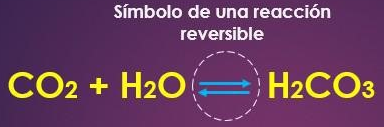 Símbolo de una reacción
reversible
CO2 + H2O ⇌ H2CO3